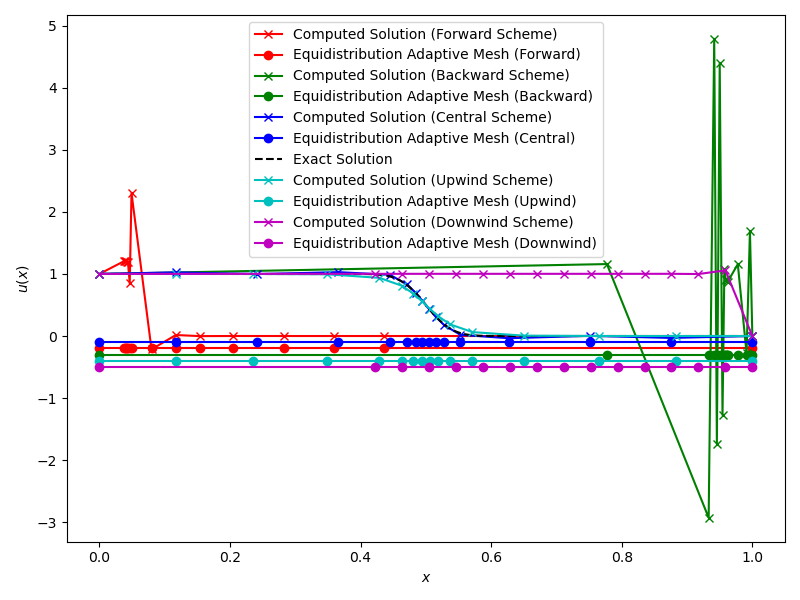 Computed Solution (Forward Scheme)
Equidistribution Adaptive Mesh (Forward)
Computed Solution (Backward Scheme)
Equidistribution Adaptive Mesh (Backward)
Computed Solution (Central Scheme)
Equidistribution Adaptive Mesh (Central)
Exact Solution
Computed Solution (Upwind Scheme)
Equidistribution Adaptive Mesh (Upwind)
Computed Solution (Downwind Scheme)
Equidistribution Adaptive Mesh (Downwind)
5
4
3
2
1
0
−1
−2
−3
u(x)
0.0 0.2 0.4 0.6 0.8 1.0
x